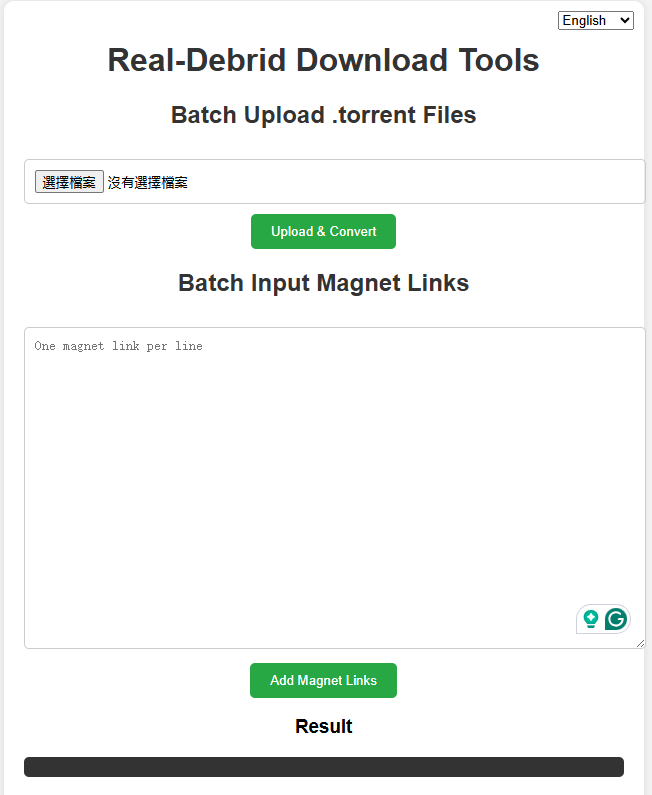 English
Real-Debrid Download Tools
Batch Upload .torrent Files
選擇檔案 沒有選擇檔案
Upload & Convert
Batch Input Magnet Links
One magnet link per line
Add Magnet Links
Result